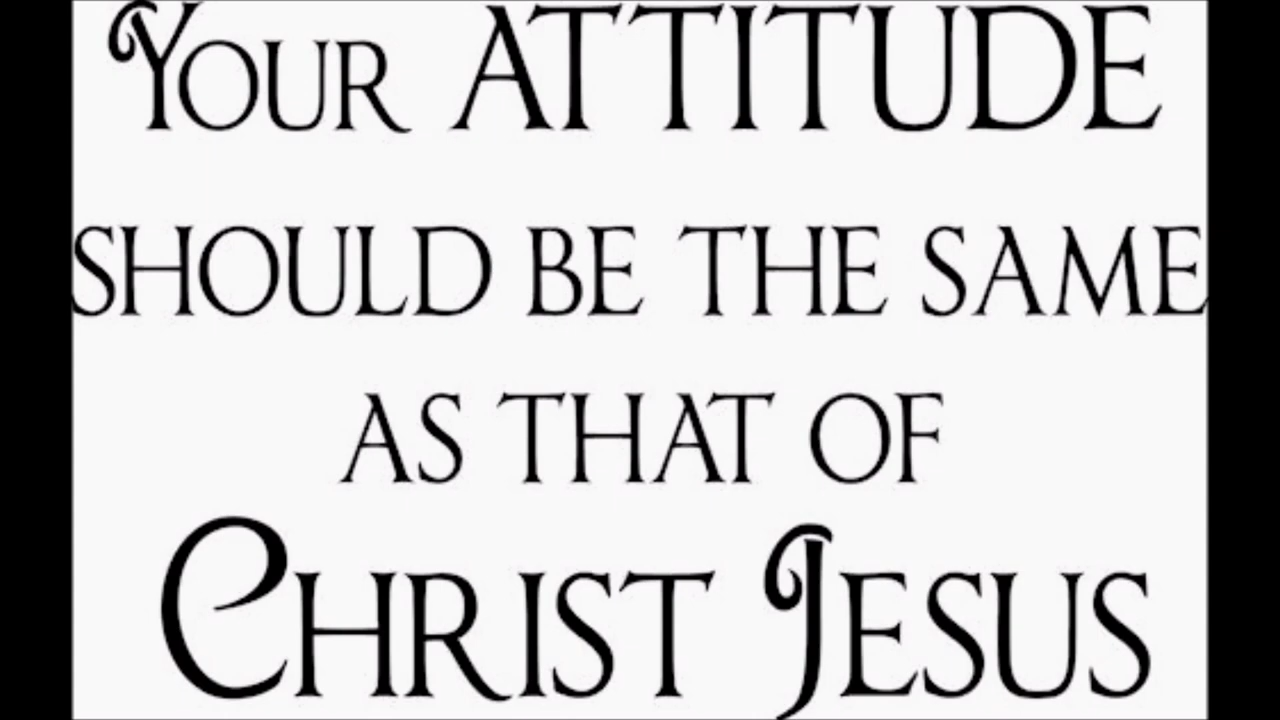 Your ATTITUDE
SHOULD BE THE SAME
AS THAT OF
CHRIST JESUS